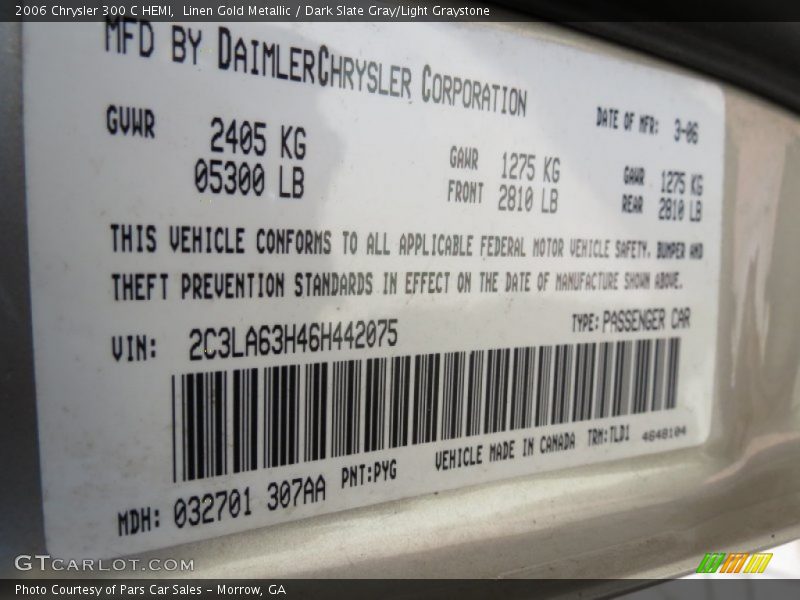 2006 Chrysler 300 C HEMI,  Linen Gold Metallic / Dark Slate Gray/Light Graystone
MFD BY DAIMLERCHRYSLER CORPORATION
DATE OF MFR: 3-06
GVWR 2405 KG
05300 LB
GAWR 1275 KG
FRONT 2810 LB
GAWR 1275 KG
REAR 2810 LB
THIS VEHICLE CONFORMS TO ALL APPLICABLE FEDERAL MOTOR VEHICLE SAFETY, BUMPER AND
THEFT PREVENTION STANDARDS IN EFFECT ON THE DATE OF MANUFACTURE SHOWN ABOVE.
VIN: 2C3LA63H46H442075
TYPE: PASSENGER CAR
MDH: 032701 307AA PNT:PYG VEHICLE MADE IN CANADA TRM:TLD1 4648104
GTCARLOT.COM
Photo Courtesy of Pars Car Sales – Morrow, GA